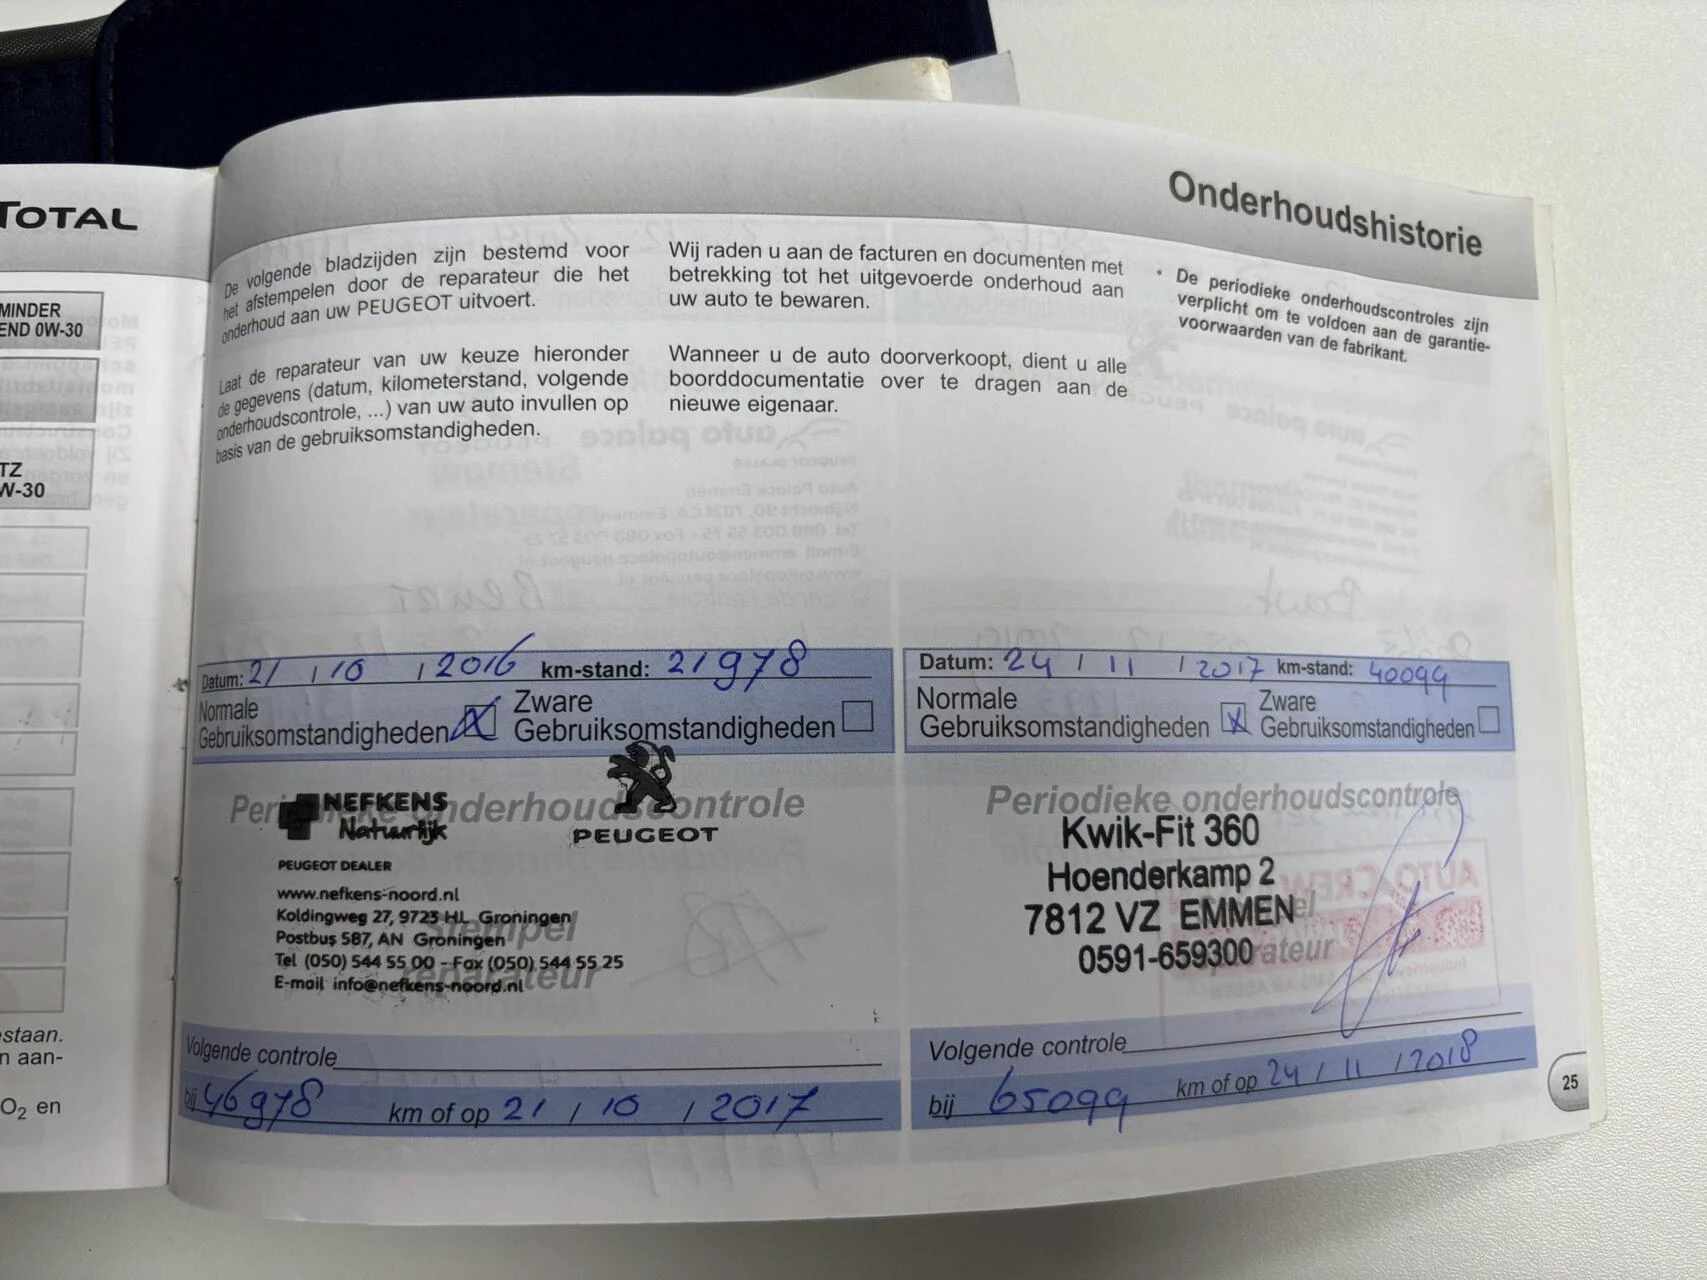 TOTAL
MINDER
END 0W-30
TZ
W-30
estaan.
n aan-
O₂ en
Onderhoudshistorie
De volgende bladzijden zijn bestemd voor
het afstempelen door de reparateur die het
onderhoud aan uw PEUGEOT uitvoert.
Laat de reparateur van uw keuze hieronder
de gegevens (datum, kilometerstand, volgende
onderhoudscontrole, ...) van uw auto invullen op
basis van de gebruiksomstandigheden.
Wij raden u aan de facturen en documenten met
betrekking tot het uitgevoerde onderhoud aan
uw auto te bewaren.
Wanneer u de auto doorverkoopt, dient u alle
boorddocumentatie over te dragen aan de
nieuwe eigenaar.
• De periodieke onderhoudscontroles zijn
verplicht om te voldoen aan de garantie-
voorwaarden van de fabrikant.
Datum: 21 / 10 / 2016 km-stand: 21978
Normale
Gebruiksomstandigheden
Zware
Gebruiksomstandigheden
Periodieke onderhoudscontrole
NEFKENS
Natuurlijk
PEUGEOT
PEUGEOT DEALER
www.nefkens-noord.nl
Koldingweg 27, 9723 HL Groningen
Stempel
Postbus 587, AN Groningen
Tel (050) 544 55 00 - Fax (050) 544 55 25
reparateur
E-mail info@nefkens-noord.nl
Volgende controle
bij 46978 km of op 21 / 10 / 2017
Datum: 24 / 11 / 2017 km-stand: 40099
Normale
Gebruiksomstandigheden
Zware
Gebruiksomstandigheden
Periodieke onderhoudscontrole
Kwik-Fit 360
Hoenderkamp 2
7812 VZ EMMEN
0591-659300
Volgende controle
bij 65099 km of op 24 / 11 / 2018
25